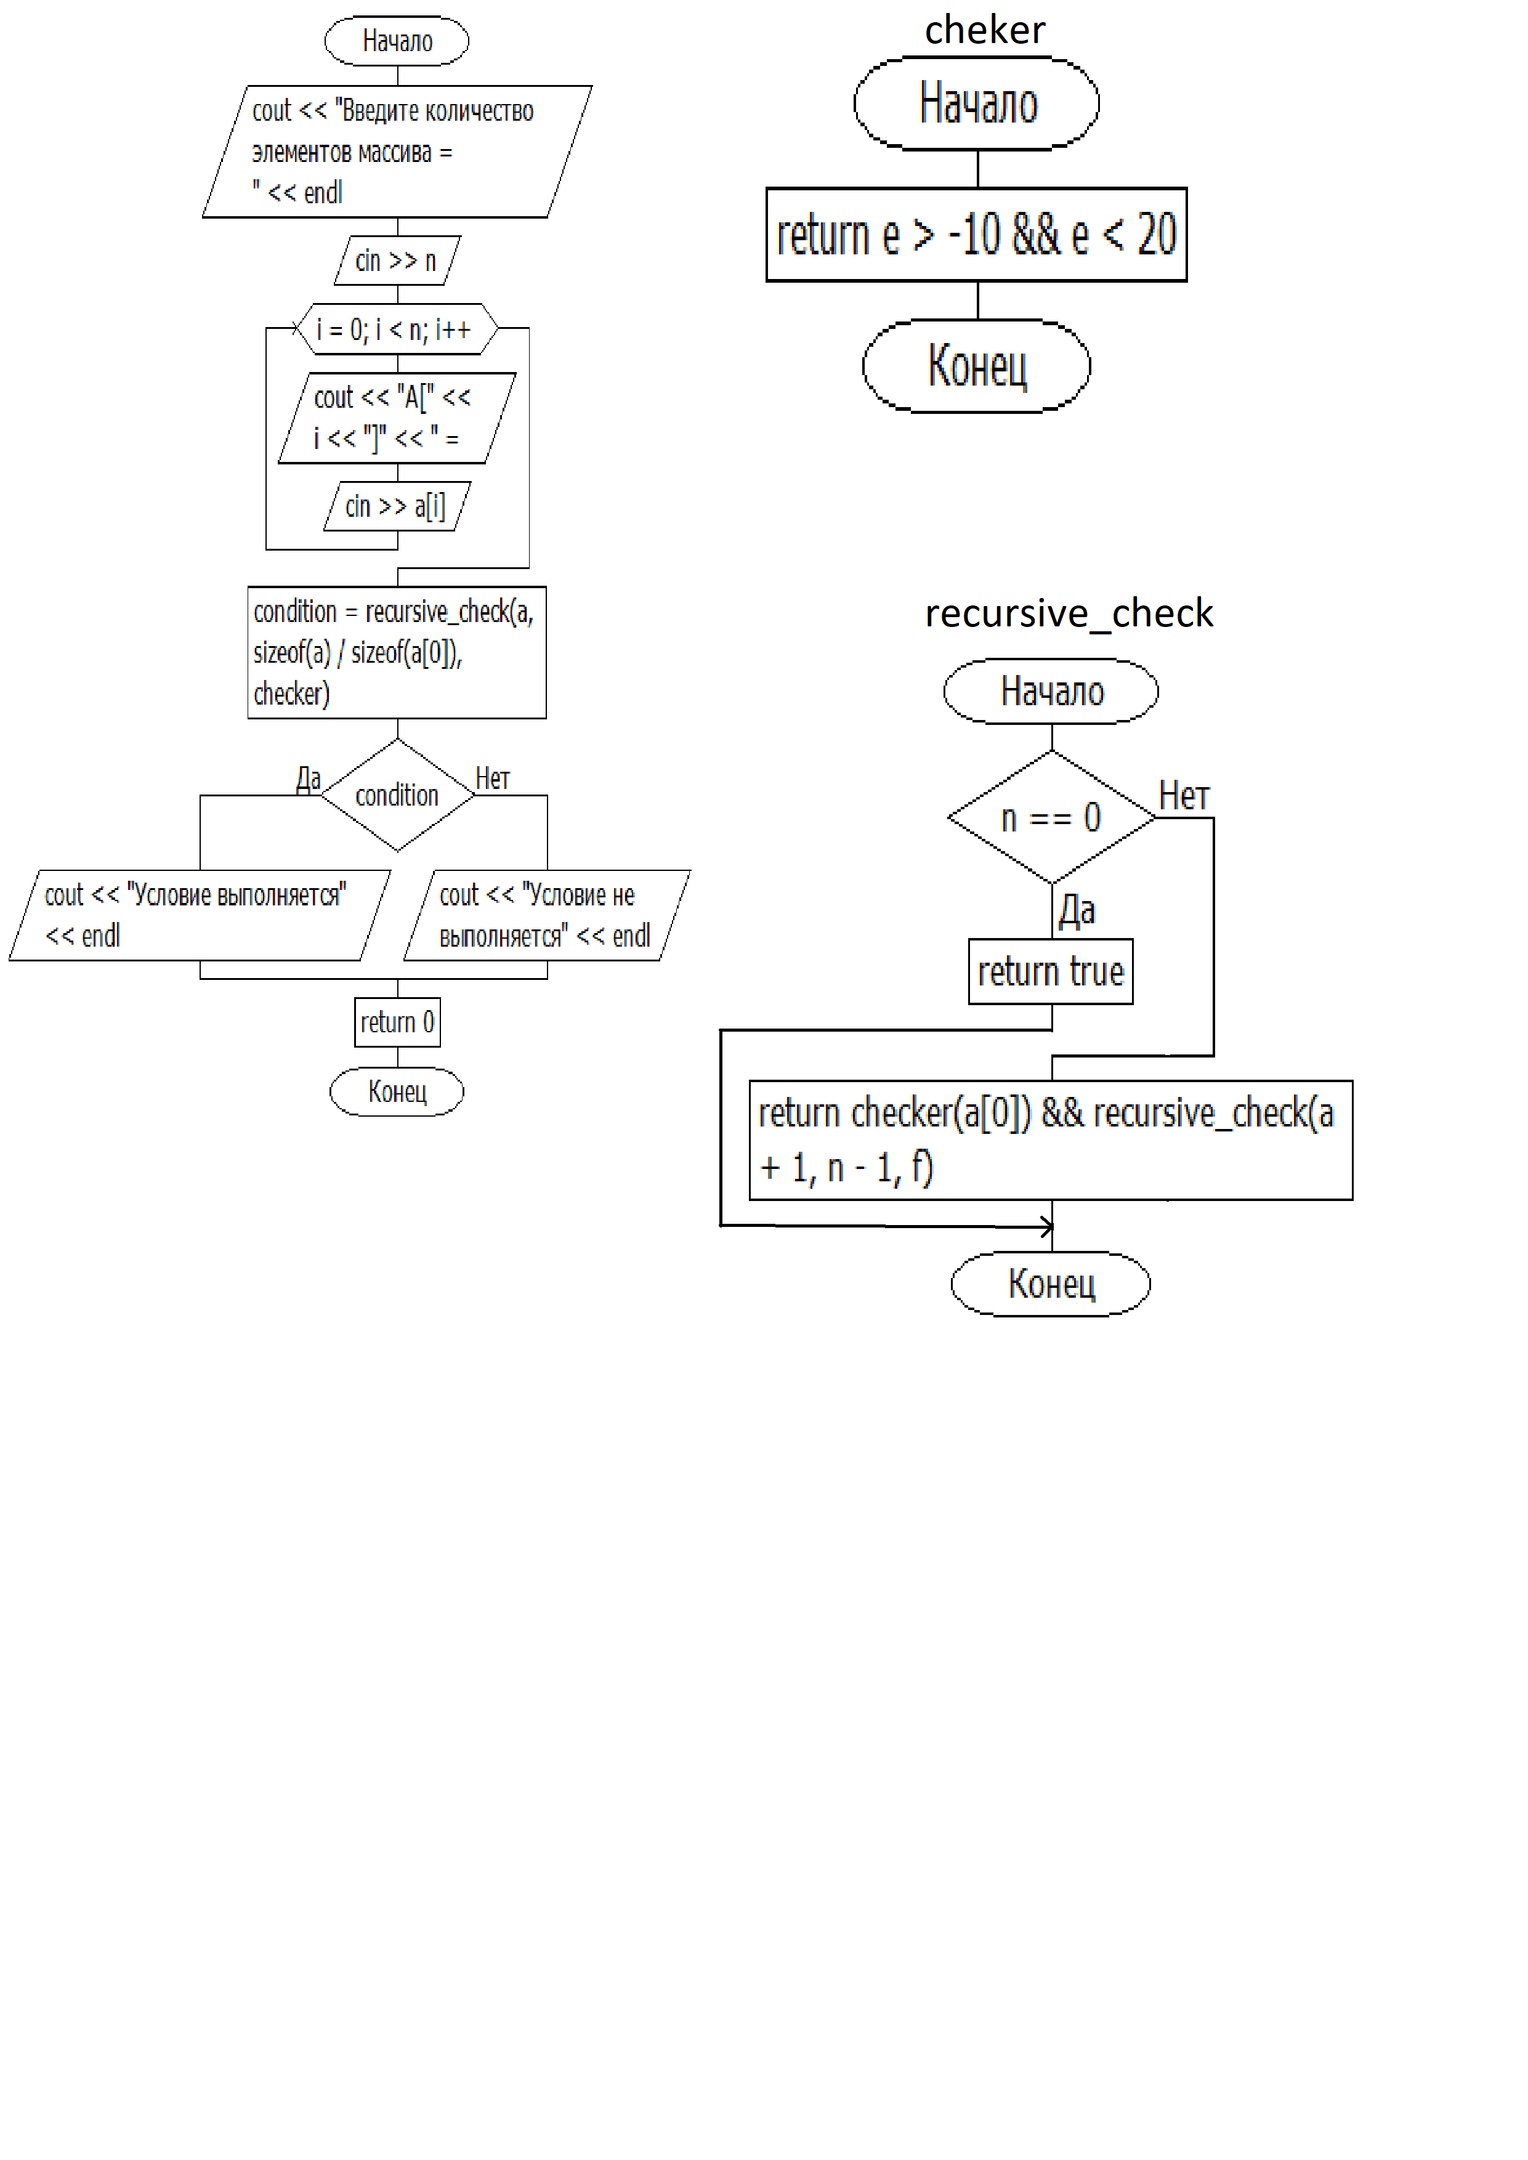 Начало
cout << "Введите количество
элементов массива =
" << endl
cin >> n
i = 0; i < n; i++
cout << "A[" <<
i << "]" << " =
cin >> a[i]
condition = recursive_check(a,
sizeof(a) / sizeof(a[0]),
checker)
condition
Да
Нет
cout << "Условие выполняется"
<< endl
cout << "Условие не
выполняется" << endl
return 0
Конец
cheker
Начало
return e > -10 && e < 20
Конец
recursive_check
Начало
n == 0
Нет
Да
return true
return checker(a[0]) && recursive_check(a
+ 1, n - 1, f)
Конец